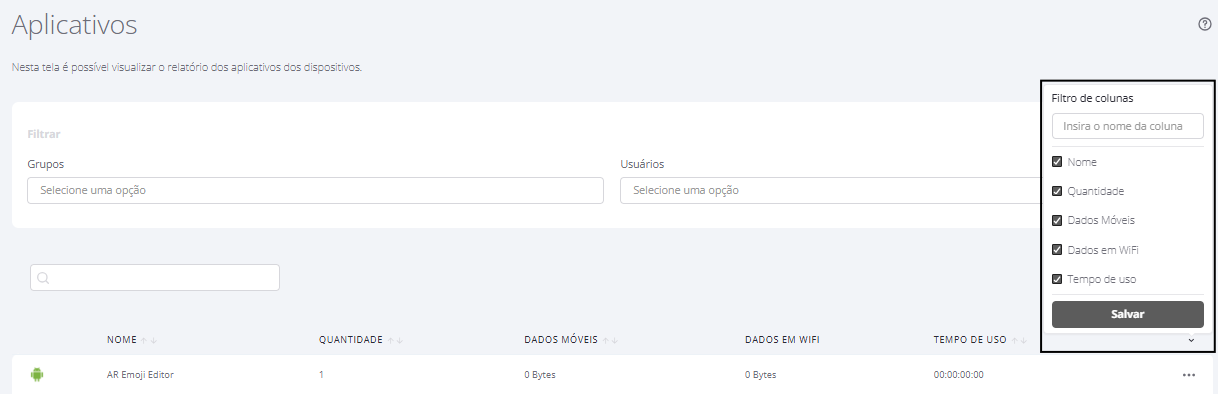 Aplicativos
Nesta tela é possível visualizar o relatório dos aplicativos dos dispositivos.
Filtrar
Grupos
Usuários
Selecione uma opção
Selecione uma opção
Filtro de colunas
Insira o nome da coluna
Nome
Quantidade
Dados Móveis
Dados em WiFi
Tempo de uso
Salvar
NOME QUANTIDADE DADOS MÓVEIS DADOS EM WIFI TEMPO DE USO
AR Emoji Editor 1 0 Bytes 0 Bytes 00:00:00:00